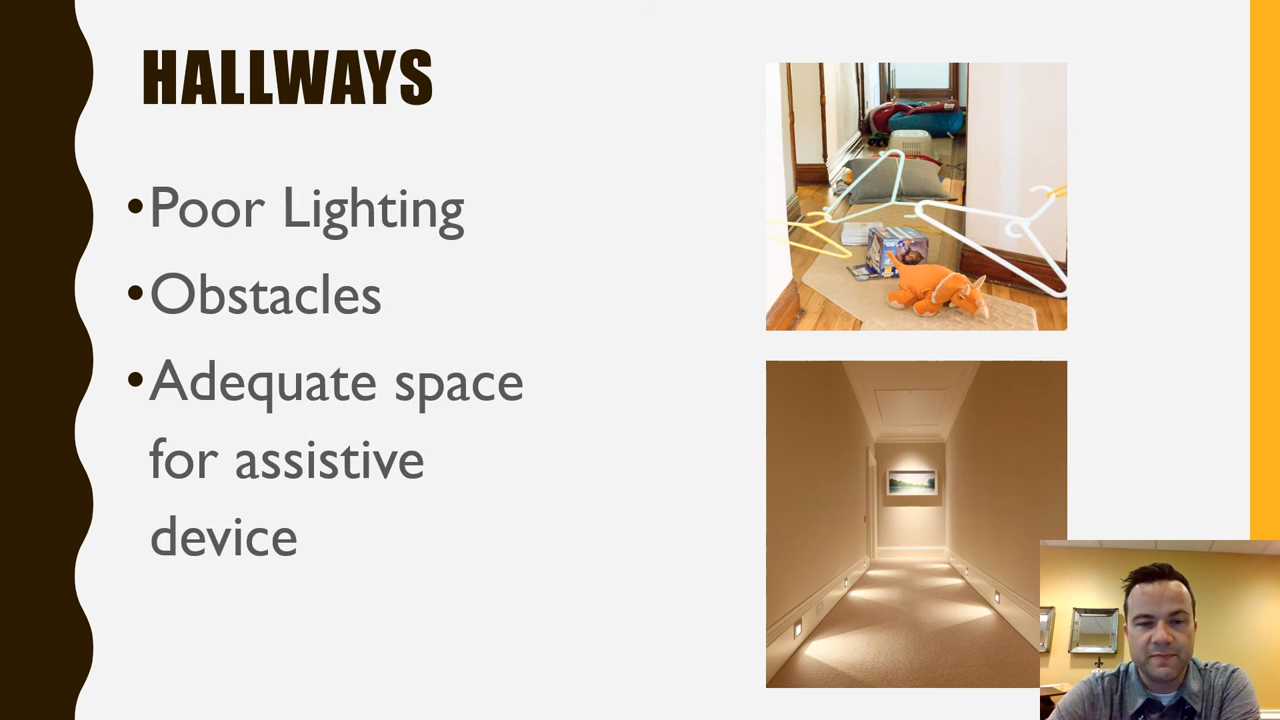 HALLWAYS
•Poor Lighting
•Obstacles
•Adequate space
for assistive
device